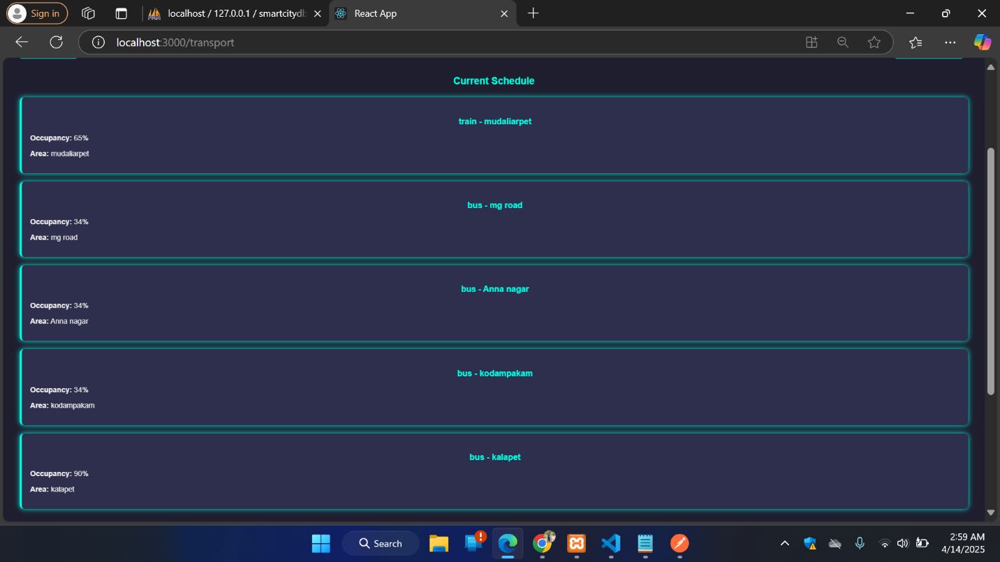 Sign in
localhost / 127.0.0.1 / smartcitydb
React App
localhost:3000/transport
Current Schedule
train - mudaliarpet
Occupancy: 65%
Area: mudaliarpet
bus - mg road
Occupancy: 34%
Area: mg road
bus - Anna nagar
Occupancy: 34%
Area: Anna nagar
bus - kodampakam
Occupancy: 34%
Area: kodampakam
bus - kalapet
Occupancy: 90%
Area: kalapet
Search
2:59 AM
4/14/2025